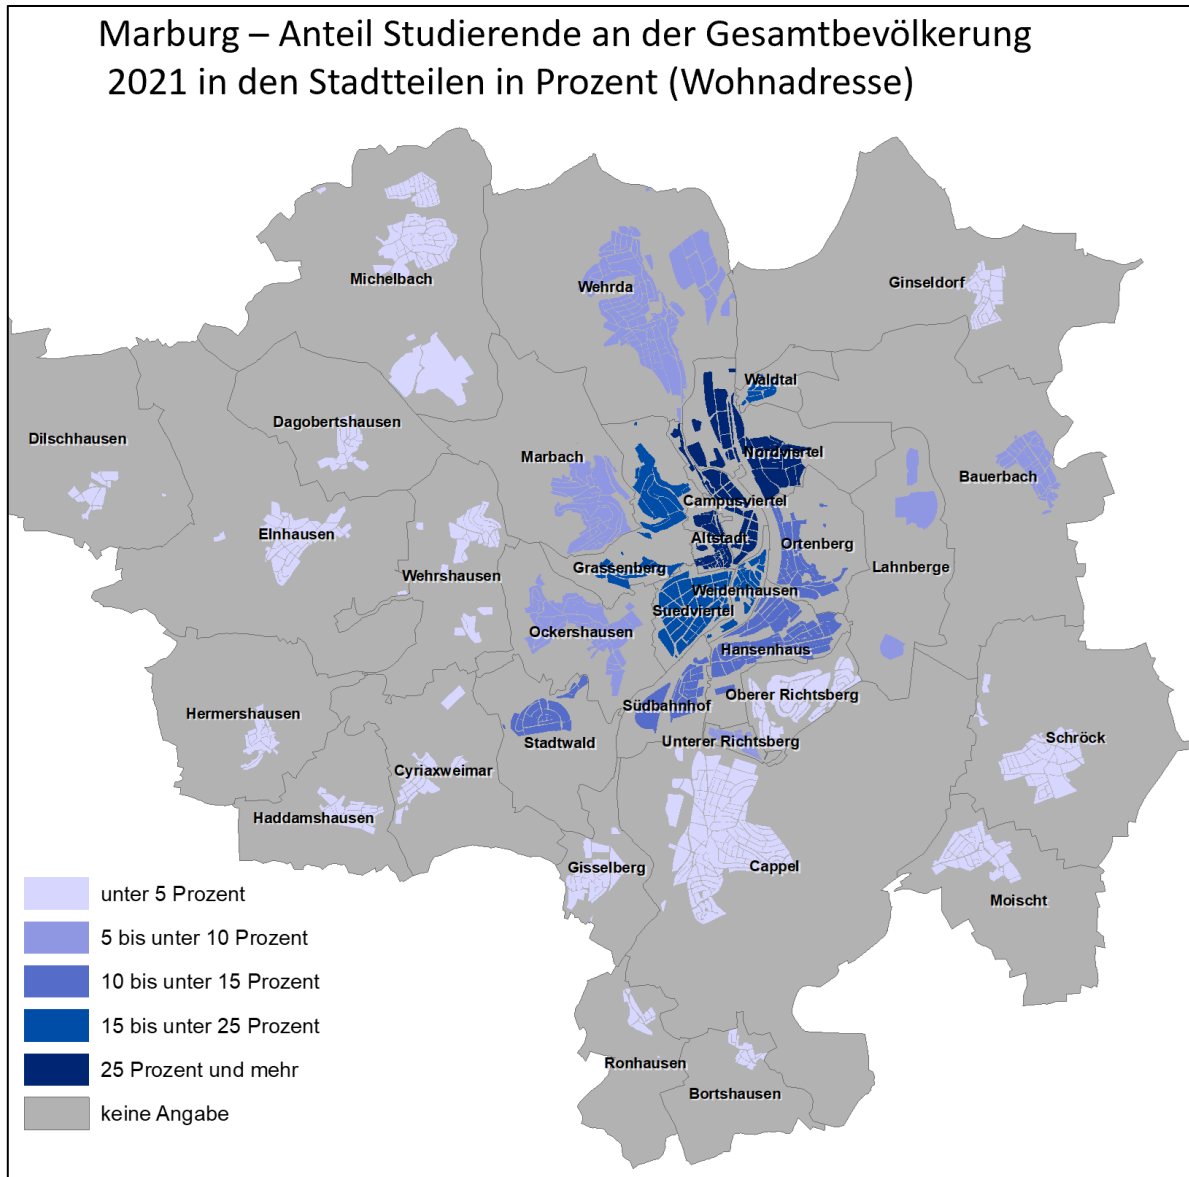 Marburg – Anteil Studierende an der Gesamtbevölkerung
2021 in den Stadtteilen in Prozent (Wohnadresse)
Michelbach
Wehrda
Ginseldorf
Waldtal
Dagobertshausen
Dilschhausen
Marbach
Nordviertel
Bauerbach
Campusviertel
Elnhausen
Altstadt
Ortenberg
Wehrshausen
Grassenberg
Lahnberge
Weidenhausen
Suedviertel
Ockershausen
Hansenhaus
Oberer Richtsberg
Südbahnhof
Hermershausen
Stadtwald
Unterer Richtsberg
Schröck
Cyriaxweimar
Haddamshausen
Gisselberg
Cappel
Moischt
unter 5 Prozent
5 bis unter 10 Prozent
10 bis unter 15 Prozent
15 bis unter 25 Prozent
25 Prozent und mehr
keine Angabe
Ronhausen
Bortshausen